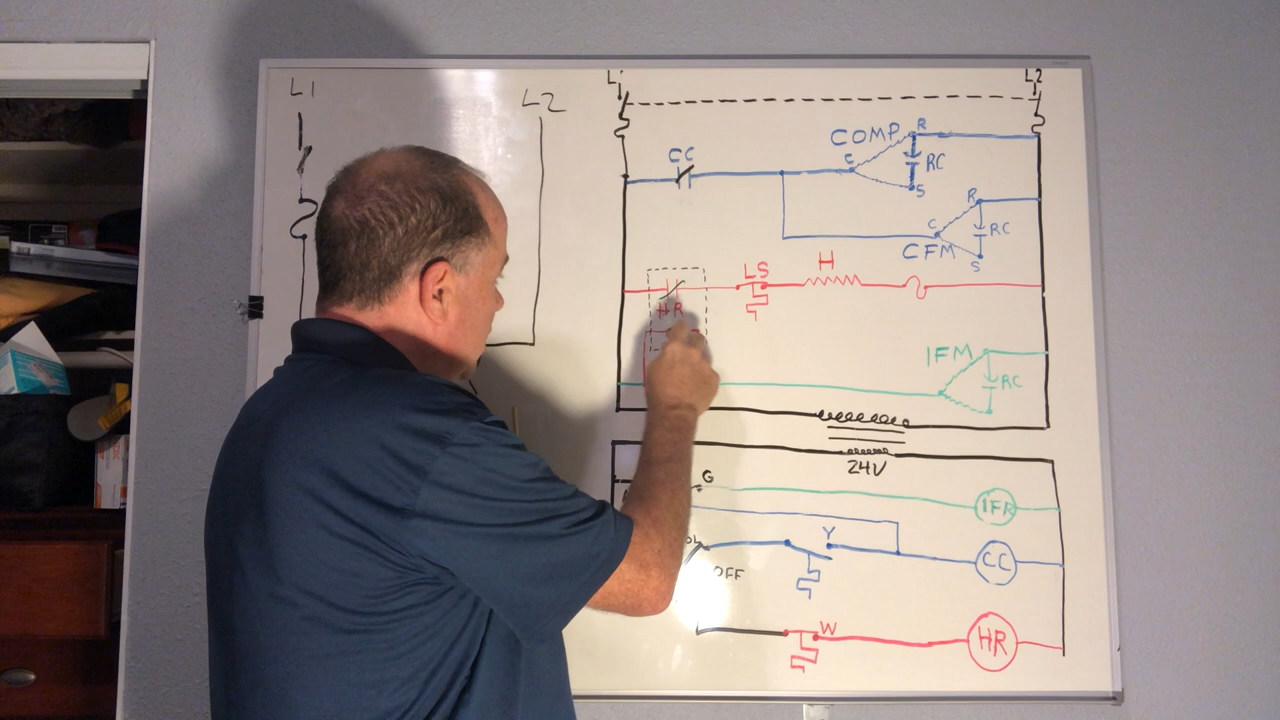 L1
L2
L1
L2
COMP
R
CC
C
RC
S
R
C
RC
CFM
S
LS
H
HR
IFM
RC
24V
G
IFR
Y
CC
OFF
W
HR